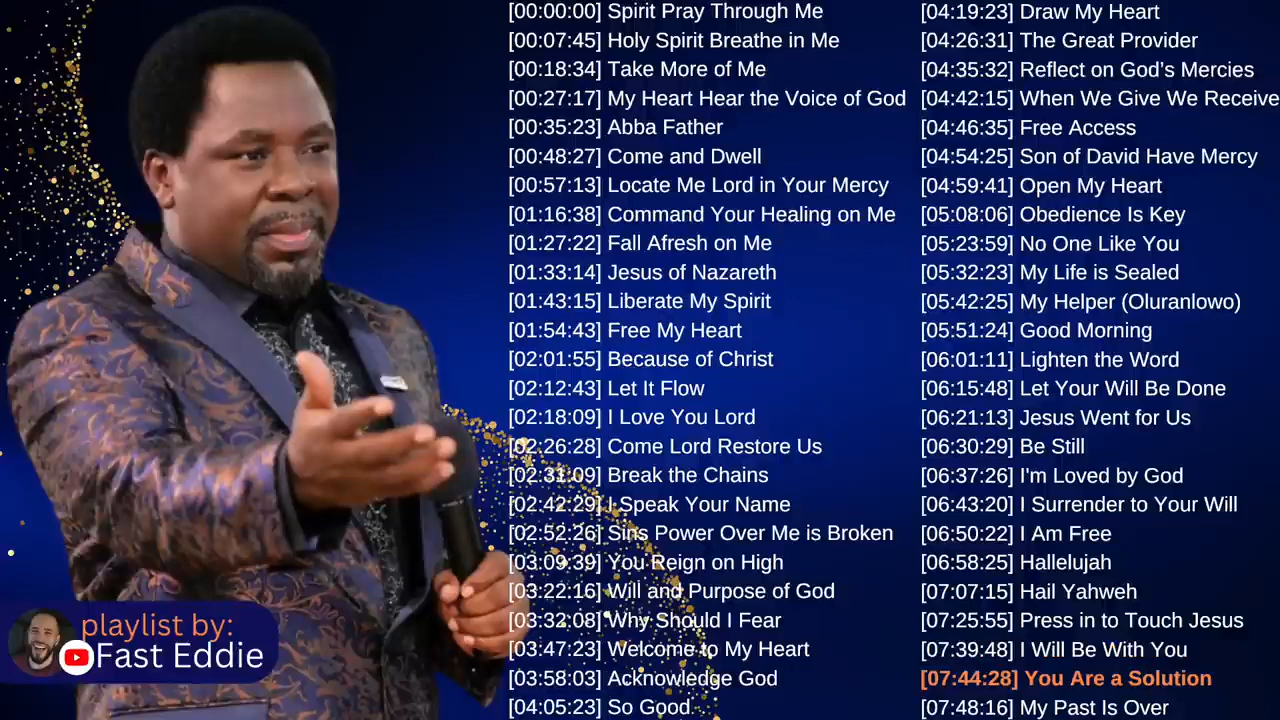 [00:00:00] Spirit Pray Through Me
[00:07:45] Holy Spirit Breathe in Me
[00:18:34] Take More of Me
[00:27:17] My Heart Hear the Voice of God
[00:35:23] Abba Father
[00:48:27] Come and Dwell
[00:57:13] Locate Me Lord in Your Mercy
[01:16:38] Command Your Healing on Me
[01:27:22] Fall Afresh on Me
[01:33:14] Jesus of Nazareth
[01:43:15] Liberate My Spirit
[01:54:43] Free My Heart
[02:01:55] Because of Christ
[02:12:43] Let It Flow
[02:18:09] I Love You Lord
[02:26:28] Come Lord Restore Us
[02:31:09] Break the Chains
[02:42:29] I Speak Your Name
[02:52:26] Sins Power Over Me is Broken
[03:09:39] You Reign on High
[03:22:16] Will and Purpose of God
[03:32:08] Why Should I Fear
[03:47:23] Welcome to My Heart
[03:58:03] Acknowledge God
[04:05:23] So Good
[04:19:23] Draw My Heart
[04:26:31] The Great Provider
[04:35:32] Reflect on God's Mercies
[04:42:15] When We Give We Receive
[04:46:35] Free Access
[04:54:25] Son of David Have Mercy
[04:59:41] Open My Heart
[05:08:06] Obedience Is Key
[05:23:59] No One Like You
[05:32:23] My Life is Sealed
[05:42:25] My Helper (Oluranlowo)
[05:51:24] Good Morning
[06:01:11] Lighten the Word
[06:15:48] Let Your Will Be Done
[06:21:13] Jesus Went for Us
[06:30:29] Be Still
[06:37:26] I'm Loved by God
[06:43:20] I Surrender to Your Will
[06:50:22] I Am Free
[06:58:25] Hallelujah
[07:07:15] Hail Yahweh
[07:25:55] Press in to Touch Jesus
[07:39:48] I Will Be With You
[07:44:28] You Are a Solution
[07:48:16] My Past Is Over
playlist by:
Fast Eddie